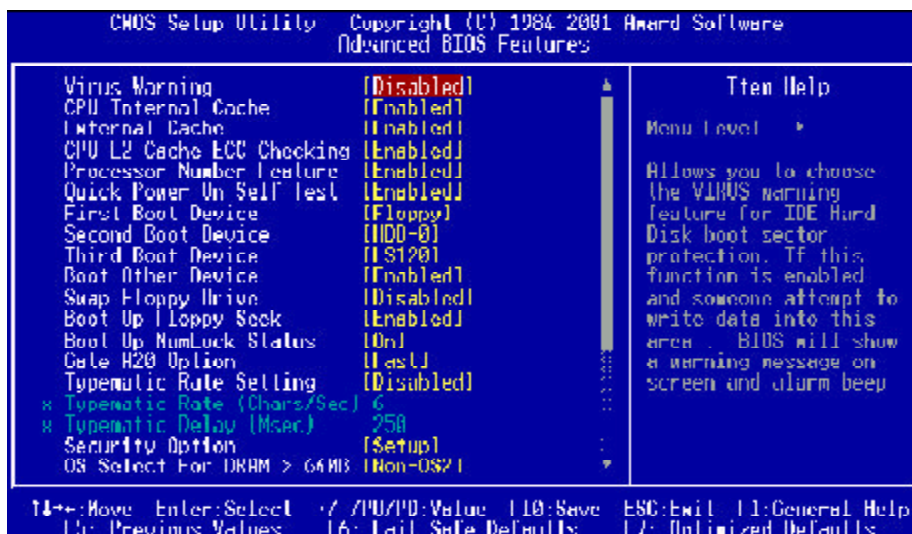 CMOS Setup Utility Copyright (C) 1984 2001 Award Software
Advanced BIOS Features
Virus Warning [Disabled]
CPU Internal Cache [Enabled]
External Cache [Enabled]
CPU L2 Cache ECC Checking [Enabled]
Processor Number Feature [Enabled]
Quick Power On Self Test [Enabled]
First Boot Device [Floppy]
Second Boot Device [HDD-0]
Third Boot Device [LS120]
Boot Other Device [Enabled]
Swap Floppy Drive [Disabled]
Boot Up Floppy Seek [Enabled]
Boot Up NumLock Status [On]
Gate A20 Option [Fast]
Typematic Rate Setting [Disabled]
x Typematic Rate (Chars/Sec) 6
x Typematic Delay (Msec) 250
Security Option [Setup]
OS Select For DRAM > 64MB [Non-OS2]
Item Help
Menu Level ▸
Allows you to choose
the VIRUS warning
feature for IDE Hard
Disk boot sector
protection. If this
function is enabled
and someone attempt to
write data into this
area . BIOS will show
a warning message on
screen and alarm beep
↑↓→←:Move Enter:Select /PU/PD:Value F10:Save ESC:Exit F1:General Help
F5: Previous Values F6: Fail Safe Defaults F7: Optimized Defaults